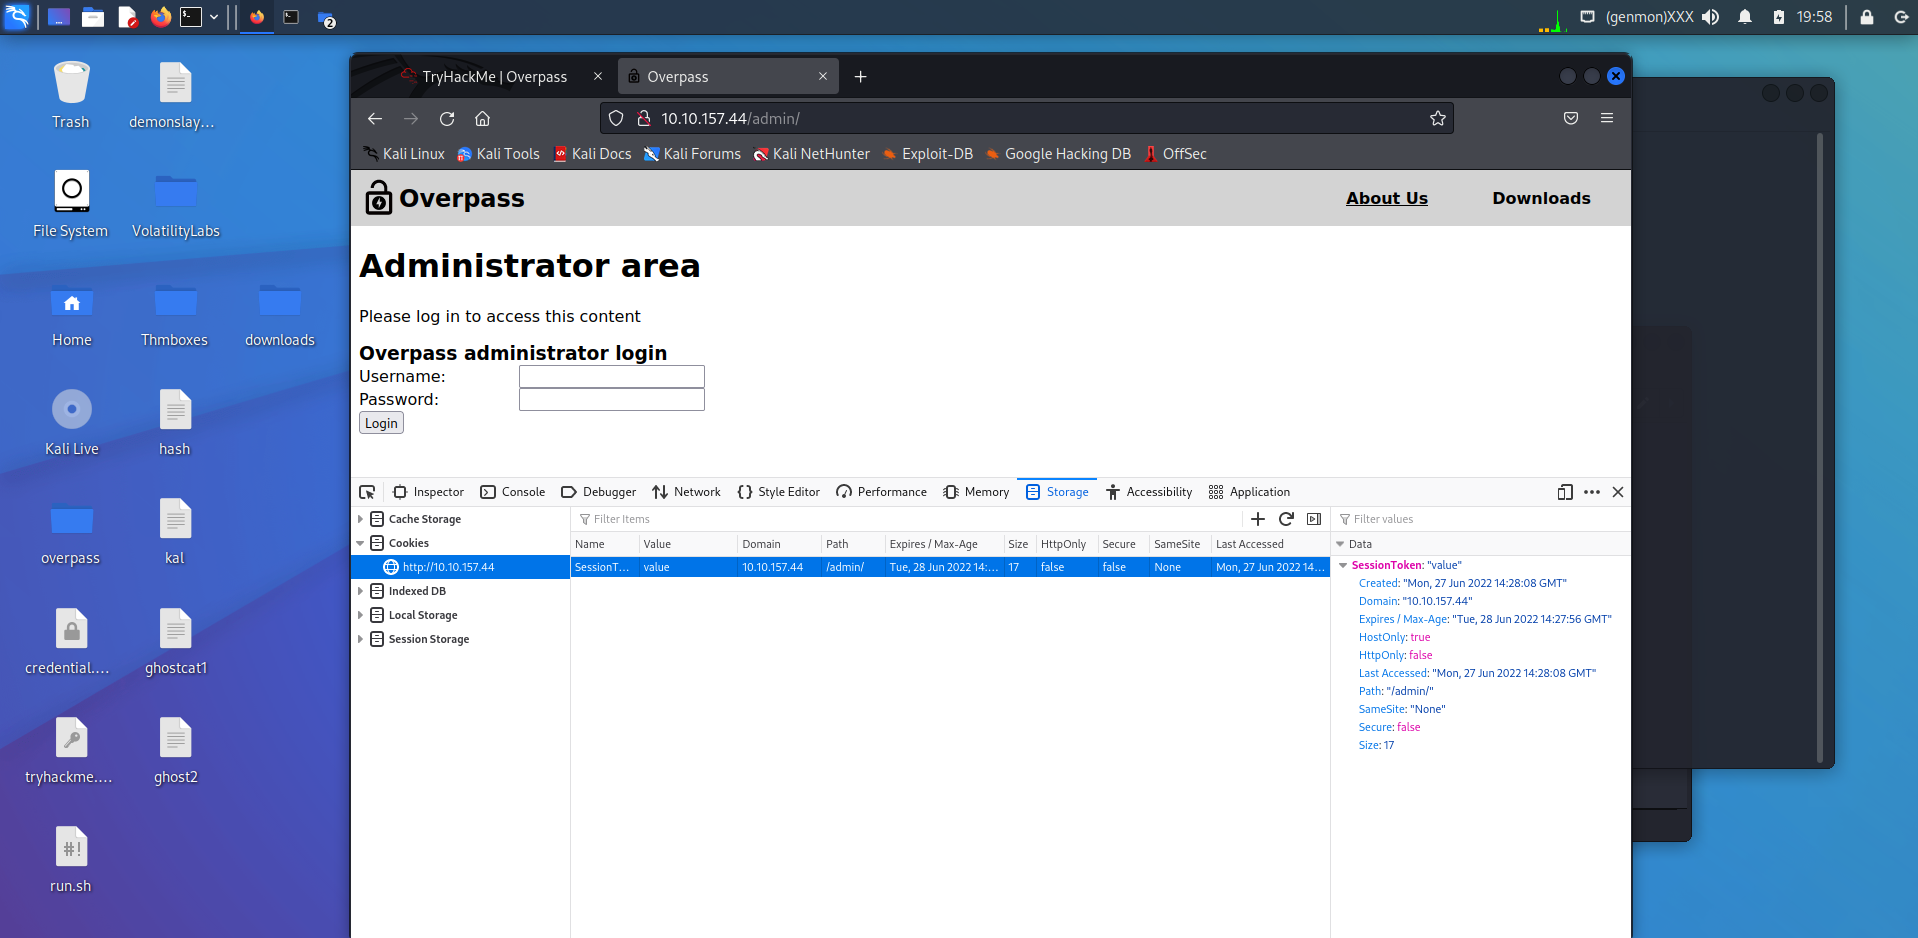 2
(genmon)XXX
19:58
Trash
demonslay...
File System
VolatilityLabs
Home
Thmboxes
downloads
Kali Live
hash
overpass
kal
credential....
ghostcat1
tryhackme....
ghost2
#!
run.sh
TryHackMe | Overpass
Overpass
10.10.157.44/admin/
Kali Linux
Kali Tools
Kali Docs
Kali Forums
Kali NetHunter
Exploit-DB
Google Hacking DB
OffSec
Overpass
About Us
Downloads
Administrator area
Please log in to access this content
Overpass administrator login
Username:
Password:
Login
Inspector
Console
Debugger
Network
Style Editor
Performance
Memory
Storage
Accessibility
Application
Cache Storage
Cookies
http://10.10.157.44
Indexed DB
Local Storage
Session Storage
Filter Items
Name Value Domain Path Expires / Max-Age Size HttpOnly Secure SameSite Last Accessed
SessionT... value 10.10.157.44 /admin/ Tue, 28 Jun 2022 14:... 17 false false None Mon, 27 Jun 2022 14...
Filter values
Data
SessionToken: "value"
Created: "Mon, 27 Jun 2022 14:28:08 GMT"
Domain: "10.10.157.44"
Expires / Max-Age: "Tue, 28 Jun 2022 14:27:56 GMT"
HostOnly: true
HttpOnly: false
Last Accessed: "Mon, 27 Jun 2022 14:28:08 GMT"
Path: "/admin/"
SameSite: "None"
Secure: false
Size: 17